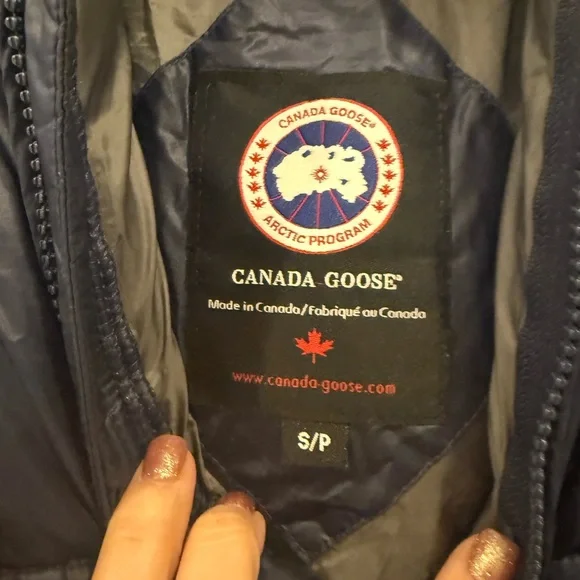 CANADA GOOSE®
ARCTIC PROGRAM
CANADA GOOSE®
Made in Canada/Fabriqué au Canada
www.canada-goose.com
S/P